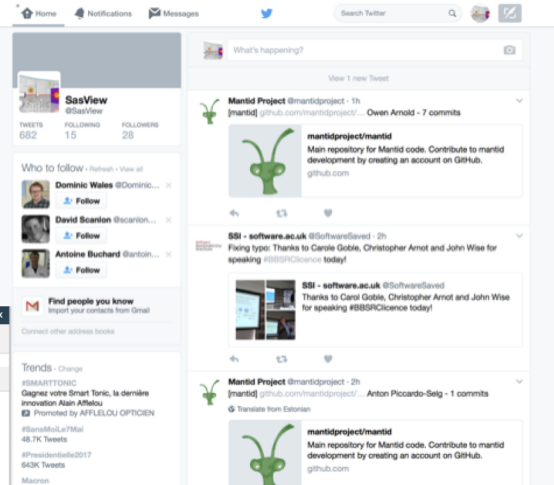 Home
Notifications
Messages
Search Twitter
SasView
@SasView
TWEETS FOLLOWING FOLLOWERS
682 15 28
Who to follow · Refresh · View all
Dominic Wales @Dominic...
Follow
David Scanlon @scanlon...
Follow
Antoine Buchard @antoin...
Follow
Find people you know
Import your contacts from Gmail
Connect other address books
Trends · Change
#SMARTTONIC
Gagnez votre Smart Tonic, la dernière
innovation Alain Afflelou
Promoted by AFFLELOU OPTICIEN
#SansMoiLe7Mai
48.7K Tweets
#Presidentielle2017
643K Tweets
Macron
What's happening?
View 1 new Tweet
Mantid Project @mantidproject · 1h
[mantid] github.com/mantidproject/... Owen Arnold - 7 commits
mantidproject/mantid
Main repository for Mantid code. Contribute to mantid
development by creating an account on GitHub.
github.com
SSI - software.ac.uk @SoftwareSaved · 2h
Fixing typo: Thanks to Carole Goble, Christopher Arnot and John Wise for
speaking #BBSRClicence today!
SSI - software.ac.uk @SoftwareSaved
Thanks to Carol Goble, Christopher Arnot and John Wise
for speaking #BBSRClicence today!
Mantid Project @mantidproject · 2h
[mantid] github.com/mantidproject/... Anton Piccardo-Selg - 1 commits
Translate from Estonian
mantidproject/mantid
Main repository for Mantid code. Contribute to mantid
development by creating an account on GitHub.
github.com